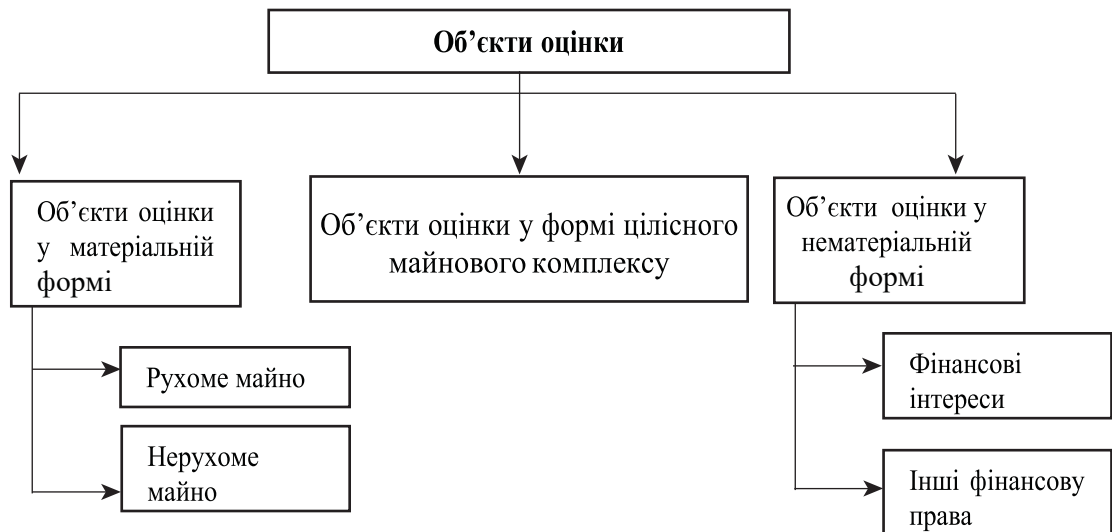 Об’єкти оцінки
Об’єкти оцінки
у матеріальній
формі
Об’єкти оцінки у формі цілісного
майнового комплексу
Об’єкти оцінки у
нематеріальній
формі
Рухоме майно
Нерухоме
майно
Фінансові
інтереси
Інші фінансову
права